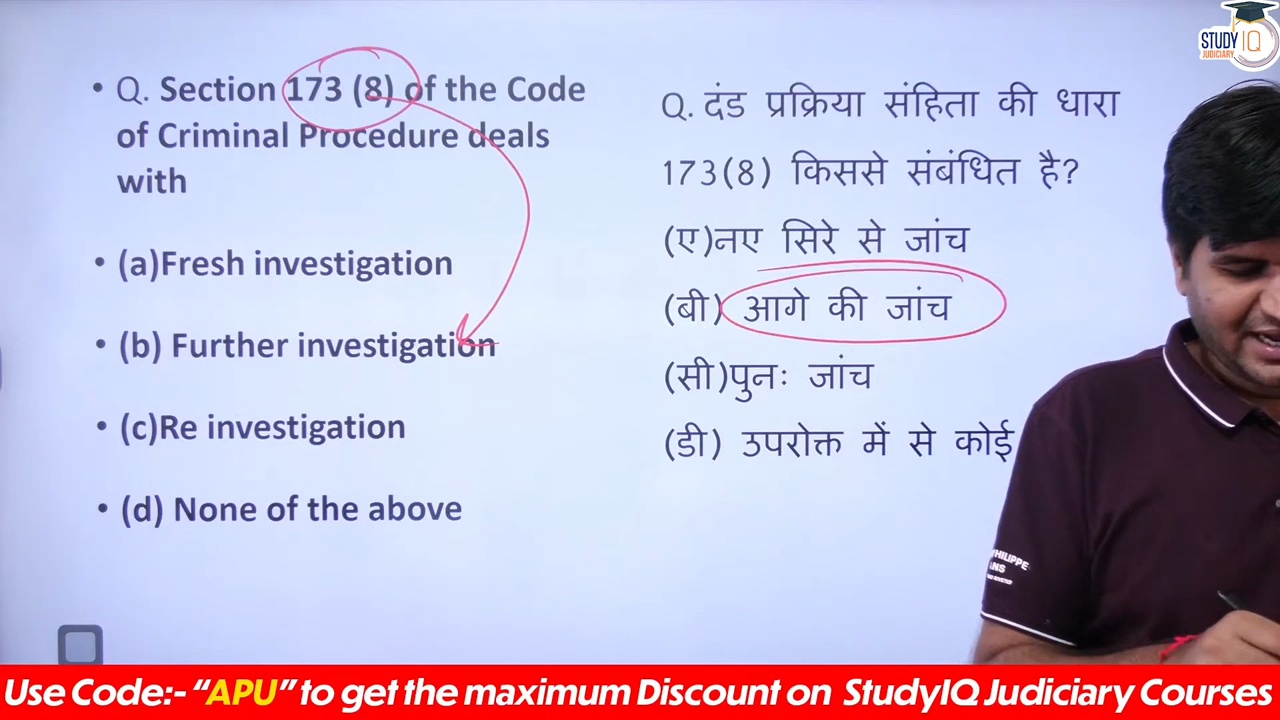 STUDY IQ
JUDICIARY
• Q. Section 173 (8) of the Code
of Criminal Procedure deals
with
• (a)Fresh investigation
• (b) Further investigation
• (c)Re investigation
• (d) None of the above
Q. दंड प्रक्रिया संहिता की धारा
173(8) किससे संबंधित है?
(ए)नए सिरे से जांच
(बी) आगे की जांच
(सी)पुनः जांच
(डी) उपरोक्त में से कोई
Use Code:- “APU” to get the maximum Discount on StudyIQ Judiciary Courses